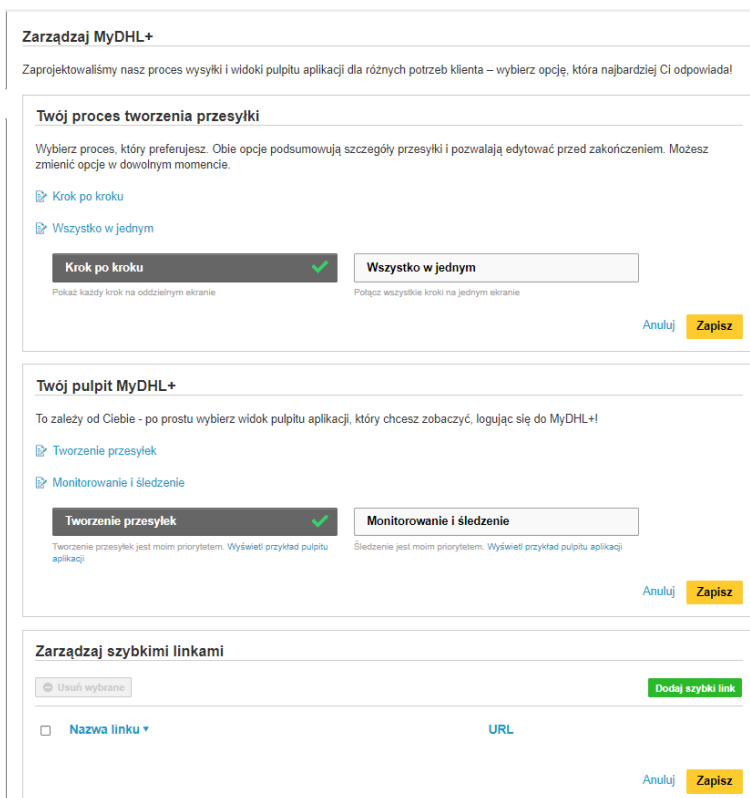 Zarządzaj MyDHL+
Zaprojektowaliśmy nasz proces wysyłki i widoki pulpitu aplikacji dla różnych potrzeb klienta – wybierz opcję, która najbardziej Ci odpowiada!
Twój proces tworzenia przesyłki
Wybierz proces, który preferujesz. Obie opcje podsumowują szczegóły przesyłki i pozwalają edytować przed zakończeniem. Możesz
zmienić opcje w dowolnym momencie.
Krok po kroku
Wszystko w jednym
Krok po kroku
Wszystko w jednym
Pokaż każdy krok na oddzielnym ekranie
Połącz wszystkie kroki na jednym ekranie
Anuluj
Zapisz
Twój pulpit MyDHL+
To zależy od Ciebie - po prostu wybierz widok pulpitu aplikacji, który chcesz zobaczyć, logując się do MyDHL+!
Tworzenie przesyłek
Monitorowanie i śledzenie
Tworzenie przesyłek
Monitorowanie i śledzenie
Tworzenie przesyłek jest moim priorytetem. Wyświetl przykład pulpitu
aplikacji
Śledzenie jest moim priorytetem. Wyświetl przykład pulpitu aplikacji
Anuluj
Zapisz
Zarządzaj szybkimi linkami
Usuń wybrane
Dodaj szybki link
Nazwa linku
URL
Anuluj
Zapisz